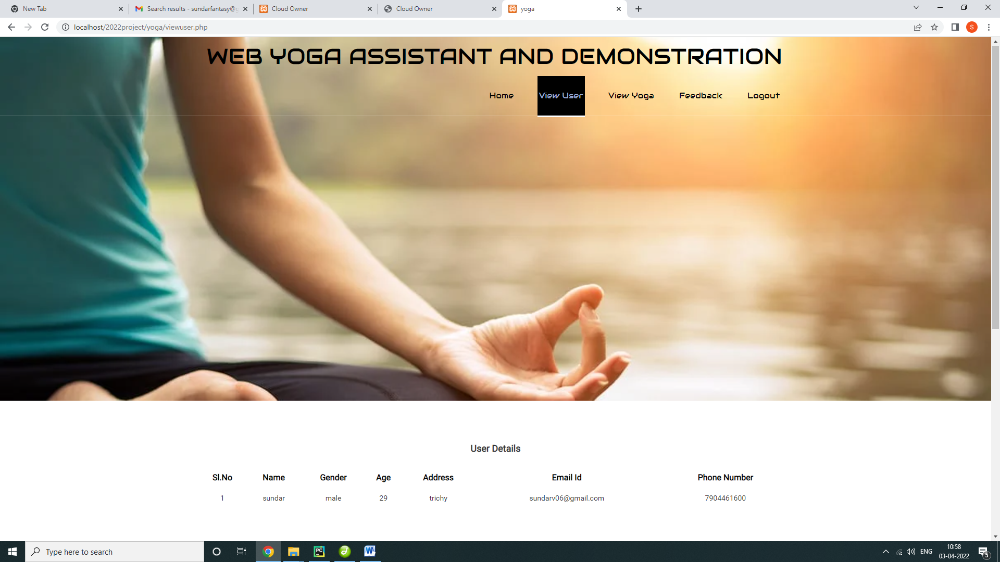 New Tab
Search results - sundarfantasy@g
Cloud Owner
Cloud Owner
yoga
localhost/2022project/yoga/viewuser.php
S
WEB YOGA ASSISTANT AND DEMONSTRATION
Home View User View Yoga Feedback Logout
User Details
Sl.No Name Gender Age Address Email Id Phone Number
1 sundar male 29 trichy sundarv06@gmail.com 7904461600
Type here to search
PC
W
ENG
10:58
03-04-2022
5